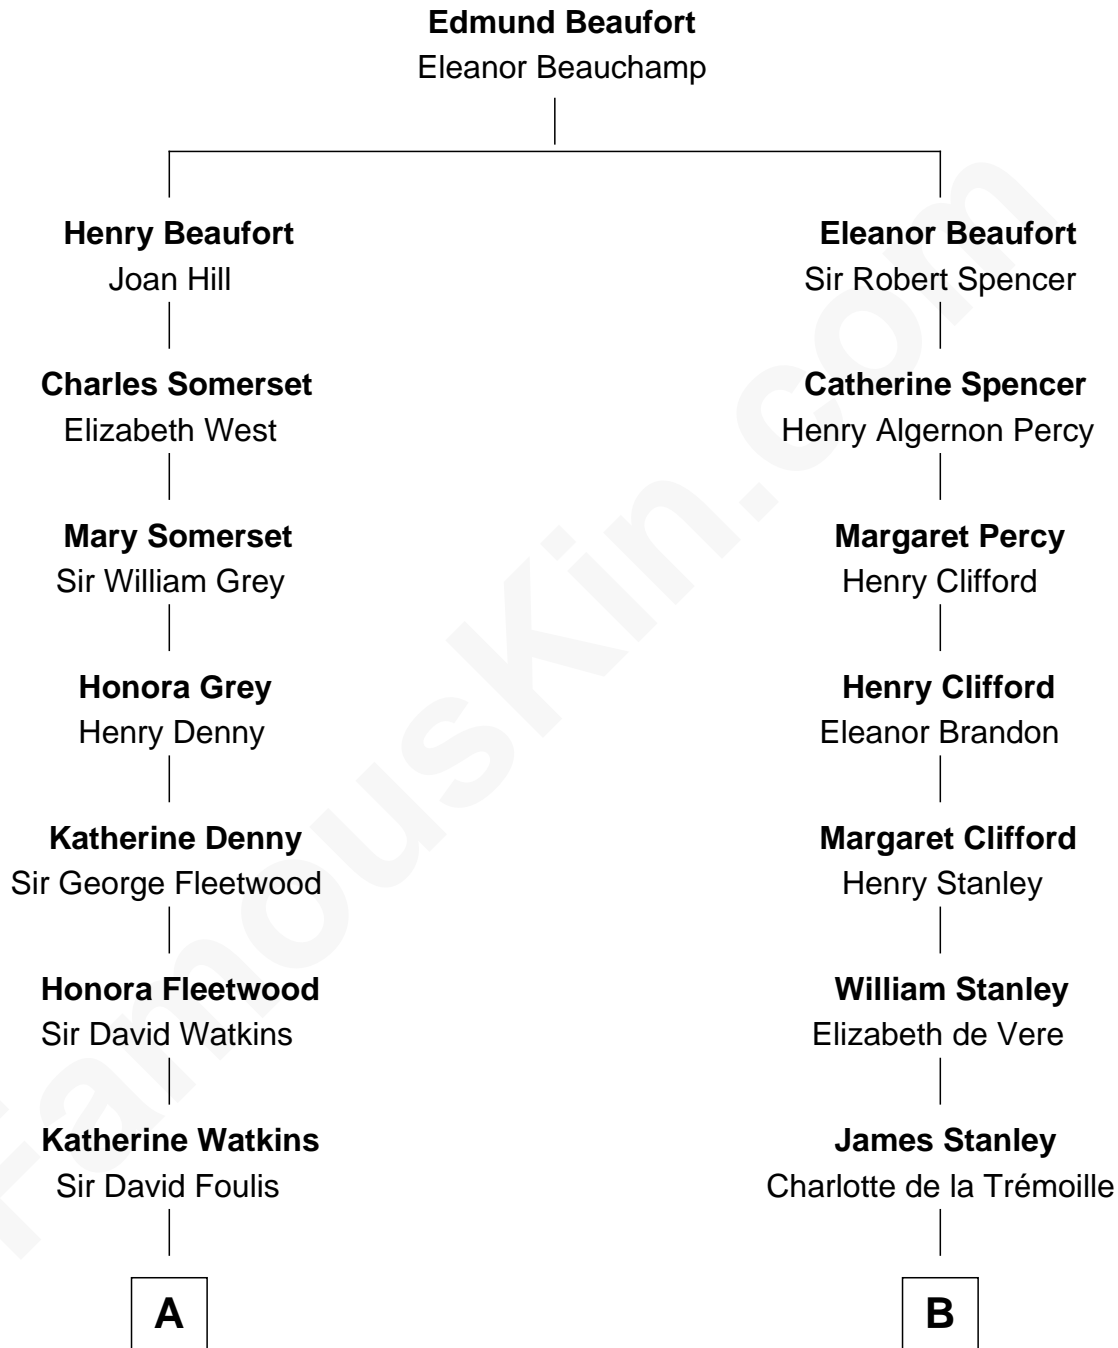 Edmund Beaufort
Eleanor Beauchamp
Henry Beaufort
Joan Hill
Eleanor Beaufort
Sir Robert Spencer
Charles Somerset
Elizabeth West
Catherine Spencer
Henry Algernon Percy
Mary Somerset
Sir William Grey
Margaret Percy
Henry Clifford
Honora Grey
Henry Denny
Henry Clifford
Eleanor Brandon
Katherine Denny
Sir George Fleetwood
Margaret Clifford
Henry Stanley
Honora Fleetwood
Sir David Watkins
William Stanley
Elizabeth de Vere
Katherine Watkins
Sir David Foulis
James Stanley
Charlotte de la Trémoille
A
B
FamousKin.com